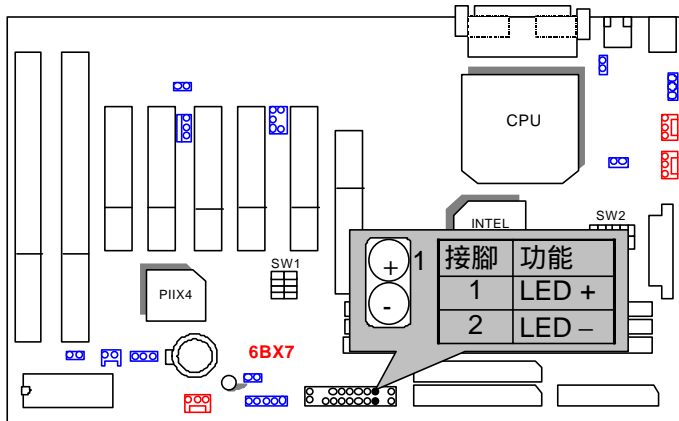 CPU
INTEL
SW2
SW1
PIIX4
6BX7
+ 1
-
接腳 功能
1 LED +
2 LED –